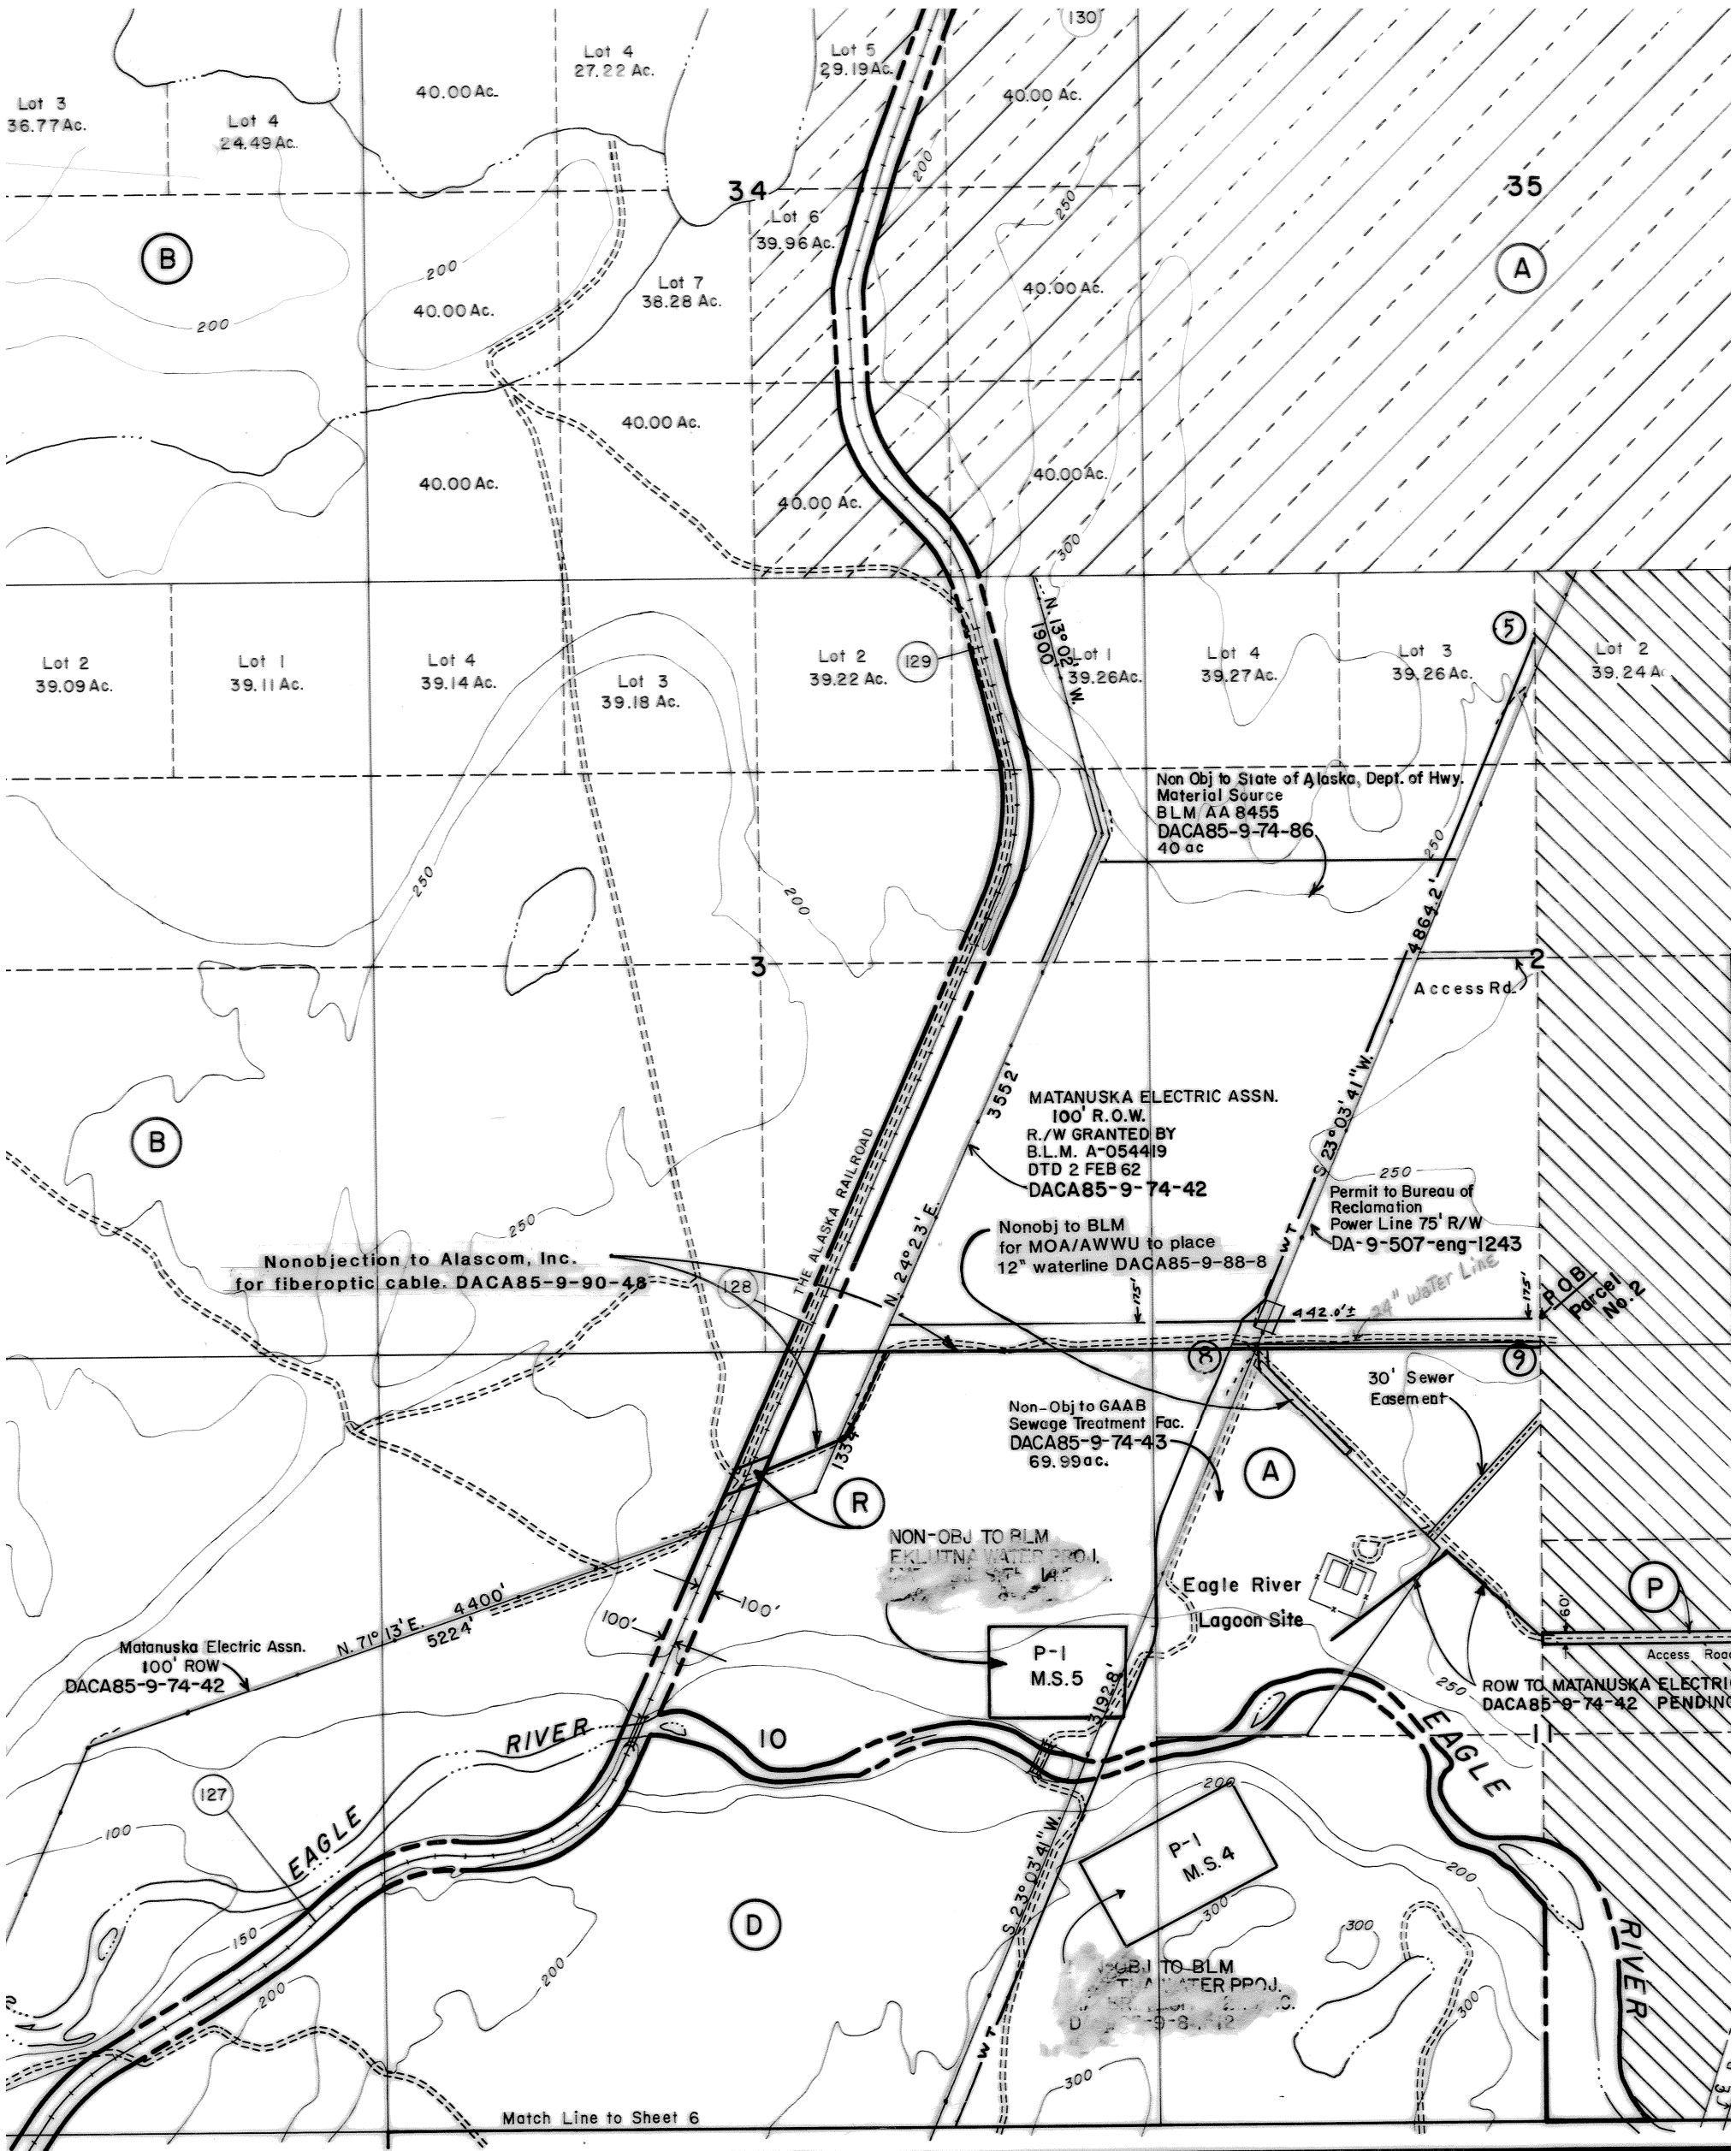 130
Lot 4
27.22 Ac.
Lot 5
29.19 Ac.
40.00 Ac.
40.00 Ac.
Lot 3
36.77 Ac.
Lot 4
24.49 Ac.
200
34
35
250
Lot 6
39.96 Ac.
B
A
200
Lot 7
38.28 Ac.
40.00 Ac.
40.00 Ac.
200
40.00 Ac.
40.00 Ac.
40.00 Ac.
40.00 Ac.
300
N. 13° 02' W.
1900'
5
Lot 2
39.09 Ac.
Lot 1
39.11 Ac.
Lot 4
39.14 Ac.
Lot 3
39.18 Ac.
Lot 2
39.22 Ac.
129
Lot 1
39.26 Ac.
Lot 4
39.27 Ac.
Lot 3
39.26 Ac.
Lot 2
39.24 Ac
Non Obj to State of Alaska, Dept. of Hwy.
Material Source
BLM AA 8455
DACA85-9-74-86
40 ac
250
250
200
4864.2'
3
2
Access Rd.
3552'
MATANUSKA ELECTRIC ASSN.
100' R.O.W.
R./W GRANTED BY
B.L.M. A-054419
DTD 2 FEB 62
DACA85-9-74-42
S 23° 03' 41" W.
B
THE ALASKA RAILROAD
250
Permit to Bureau of
Reclamation
Power Line 75' R/W
DA-9-507-eng-1243
250
N. 24° 23' E.
Nonobj to BLM
for MOA/AWWU to place
12" waterline DACA85-9-88-8
WT
Nonobjection to Alascom, Inc.
for fiberoptic cable. DACA85-9-90-48
128
175'
442.0'±
24" Water Line
175'
P.O.B
Parcel
No. 2
8
9
30' Sewer
Easement
Non-Obj to GAAB
Sewage Treatment Fac.
DACA85-9-74-43
69.99 ac.
1334'
A
R
NON-OBJ TO BLM
EKLUTNA WATER PROJ.
Eagle River
Lagoon Site
P
60'
100'
100'
N. 71° 13' E.
4400'
5224'
Matanuska Electric Assn.
100' ROW
DACA85-9-74-42
P-1
M.S. 5
Access Road
250
ROW TO MATANUSKA ELECTRI
DACA85-9-74-42 PENDING
3192.8'
RIVER
10
EAGLE
11
127
200
100
EAGLE
P-1
M.S. 4
200
S 23° 03' 41" W.
D
300
300
150
RIVER
200
TO BLM
WATER PROJ.
200
300
WT
300
Match Line to Sheet 6